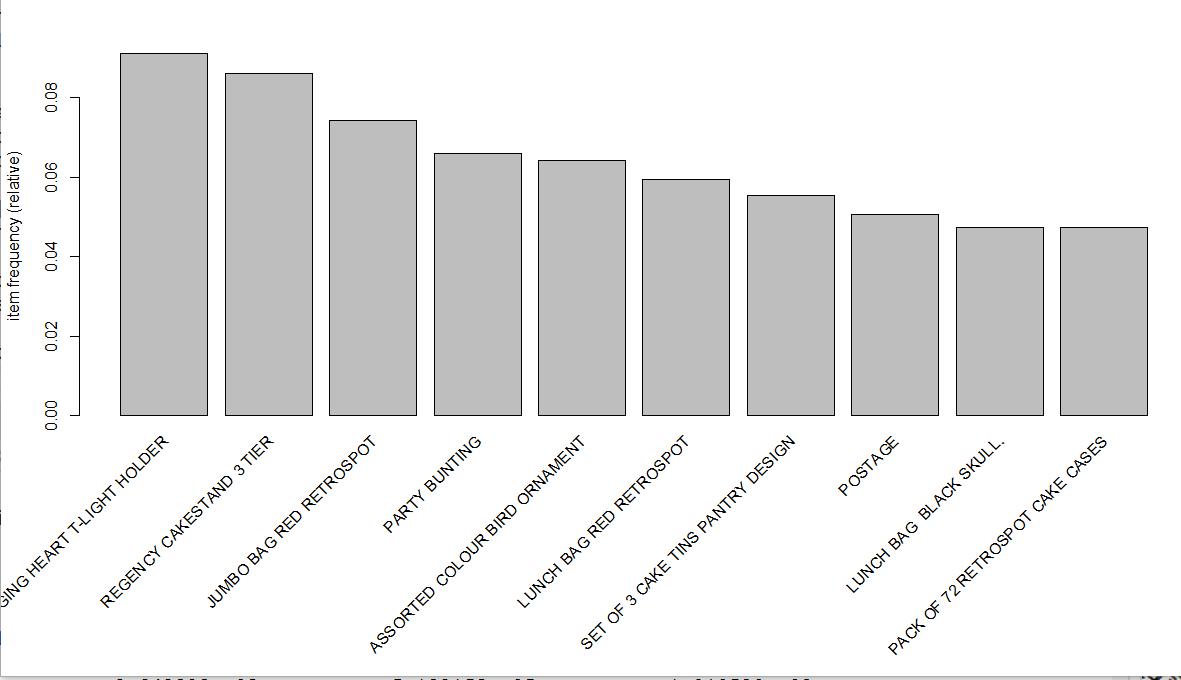 item frequency (relative)
0.08
0.06
0.04
0.02
0.00
HEART T-LIGHT HOLDER
REGENCY CAKESTAND 3 TIER
JUMBO BAG RED RETROSPOT
PARTY BUNTING
ASSORTED COLOUR BIRD ORNAMENT
LUNCH BAG RED RETROSPOT
SET OF 3 CAKE TINS PANTRY DESIGN
POSTAGE
LUNCH BAG BLACK SKULL.
PACK OF 72 RETROSPOT CAKE CASES